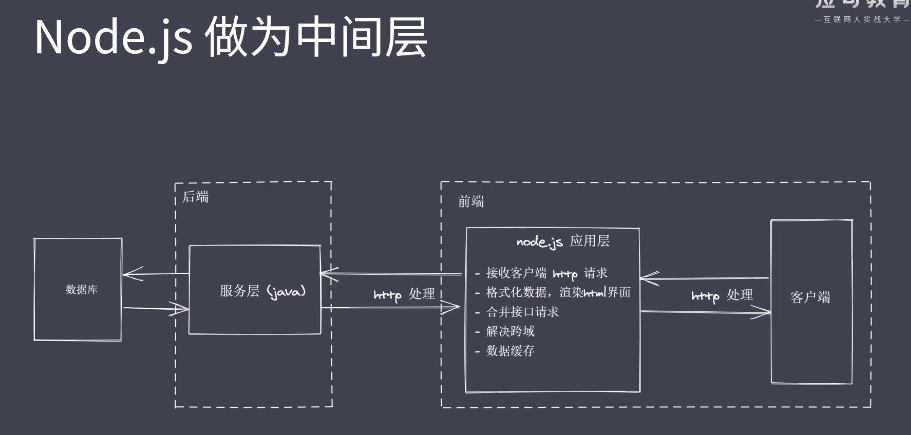 Node.js 做为中间层
—互联网人实战大学—
后端
前端
数据库
服务层 (java)
http 处理
node.js 应用层
- 接收客户端 http 请求
- 格式化数据，渲染html界面
- 合并接口请求
- 解决跨域
- 数据缓存
http 处理
客户端